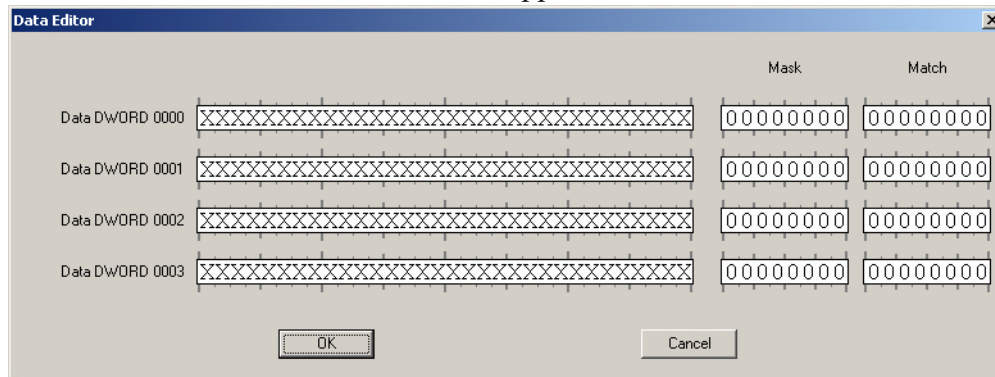 Data Editor
Mask Match
Data DWORD 0000 XXXXXXXXXXXXXXXXXXXXXXXXXXXXXXXX 00000000 00000000
Data DWORD 0001 XXXXXXXXXXXXXXXXXXXXXXXXXXXXXXXX 00000000 00000000
Data DWORD 0002 XXXXXXXXXXXXXXXXXXXXXXXXXXXXXXXX 00000000 00000000
Data DWORD 0003 XXXXXXXXXXXXXXXXXXXXXXXXXXXXXXXX 00000000 00000000
OK Cancel